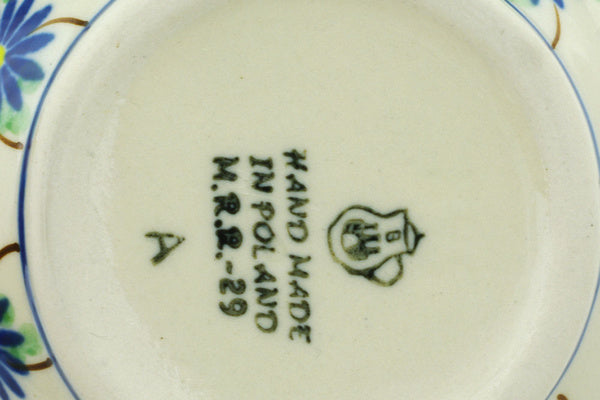 B
HAND MADE
IN POLAND
M.R.R.-29
A